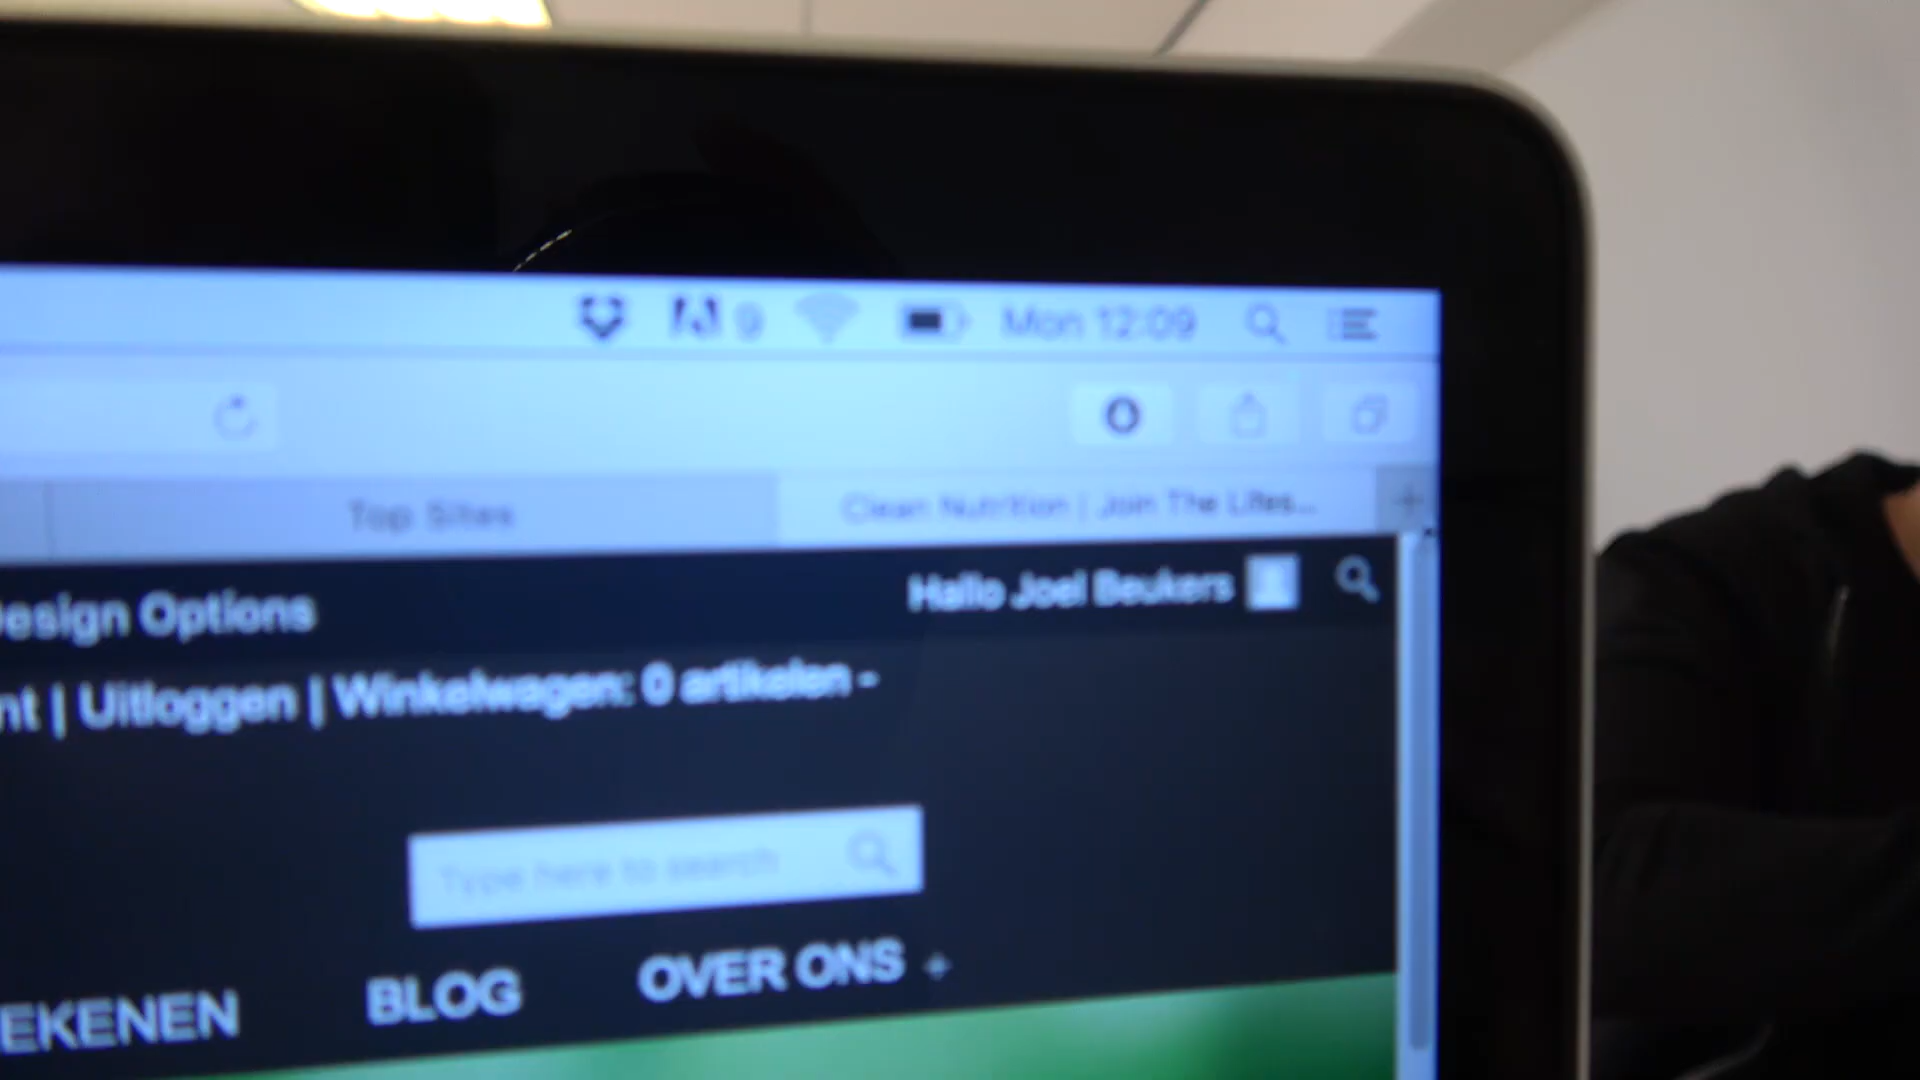 9 Mon 12:09
Top Sites Clean Nutrition | Join The Lifes...
Design Options Hallo Joel Beukers
nt | Uitloggen | Winkelwagen: 0 artikelen -
Type here to search
EKENEN BLOG OVER ONS +